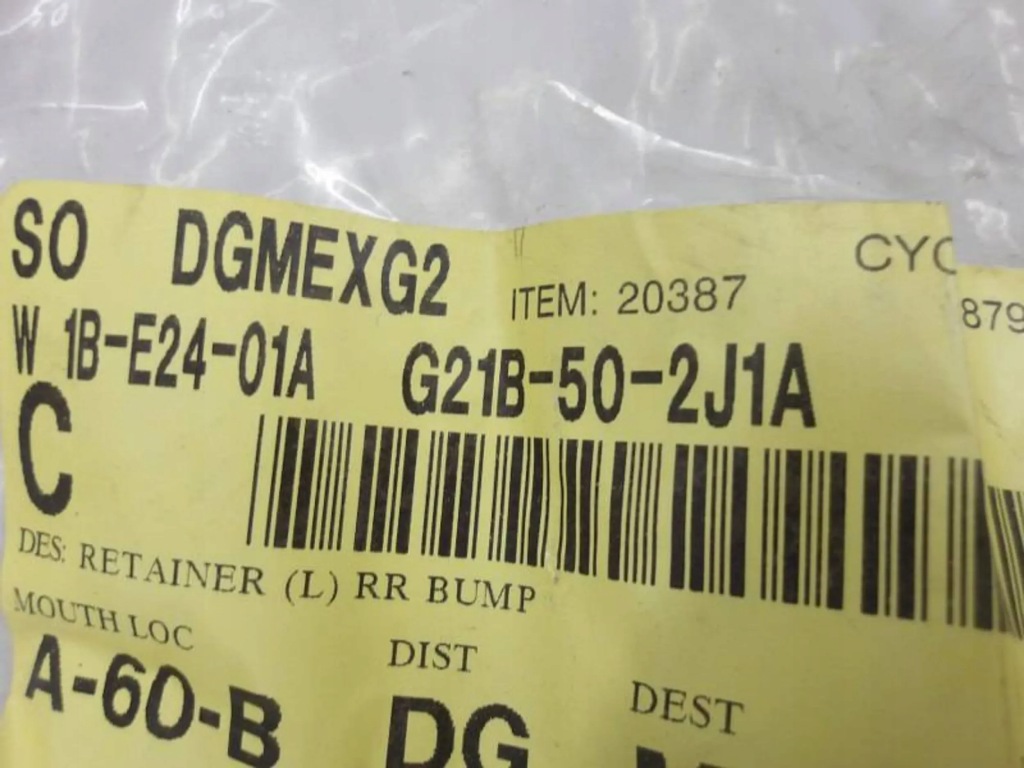 SO DGMEXG2 ITEM: 20387
879
W 1B-E24-01A G21B-50-2J1A
C
DES: RETAINER (L) RR BUMP
MOUTH LOC DIST DEST
A-60-B DG